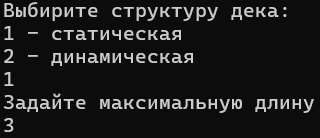 Выбирите структуру дека:
1 – статическая
2 – динамическая
1
Задайте максимальную длину
3